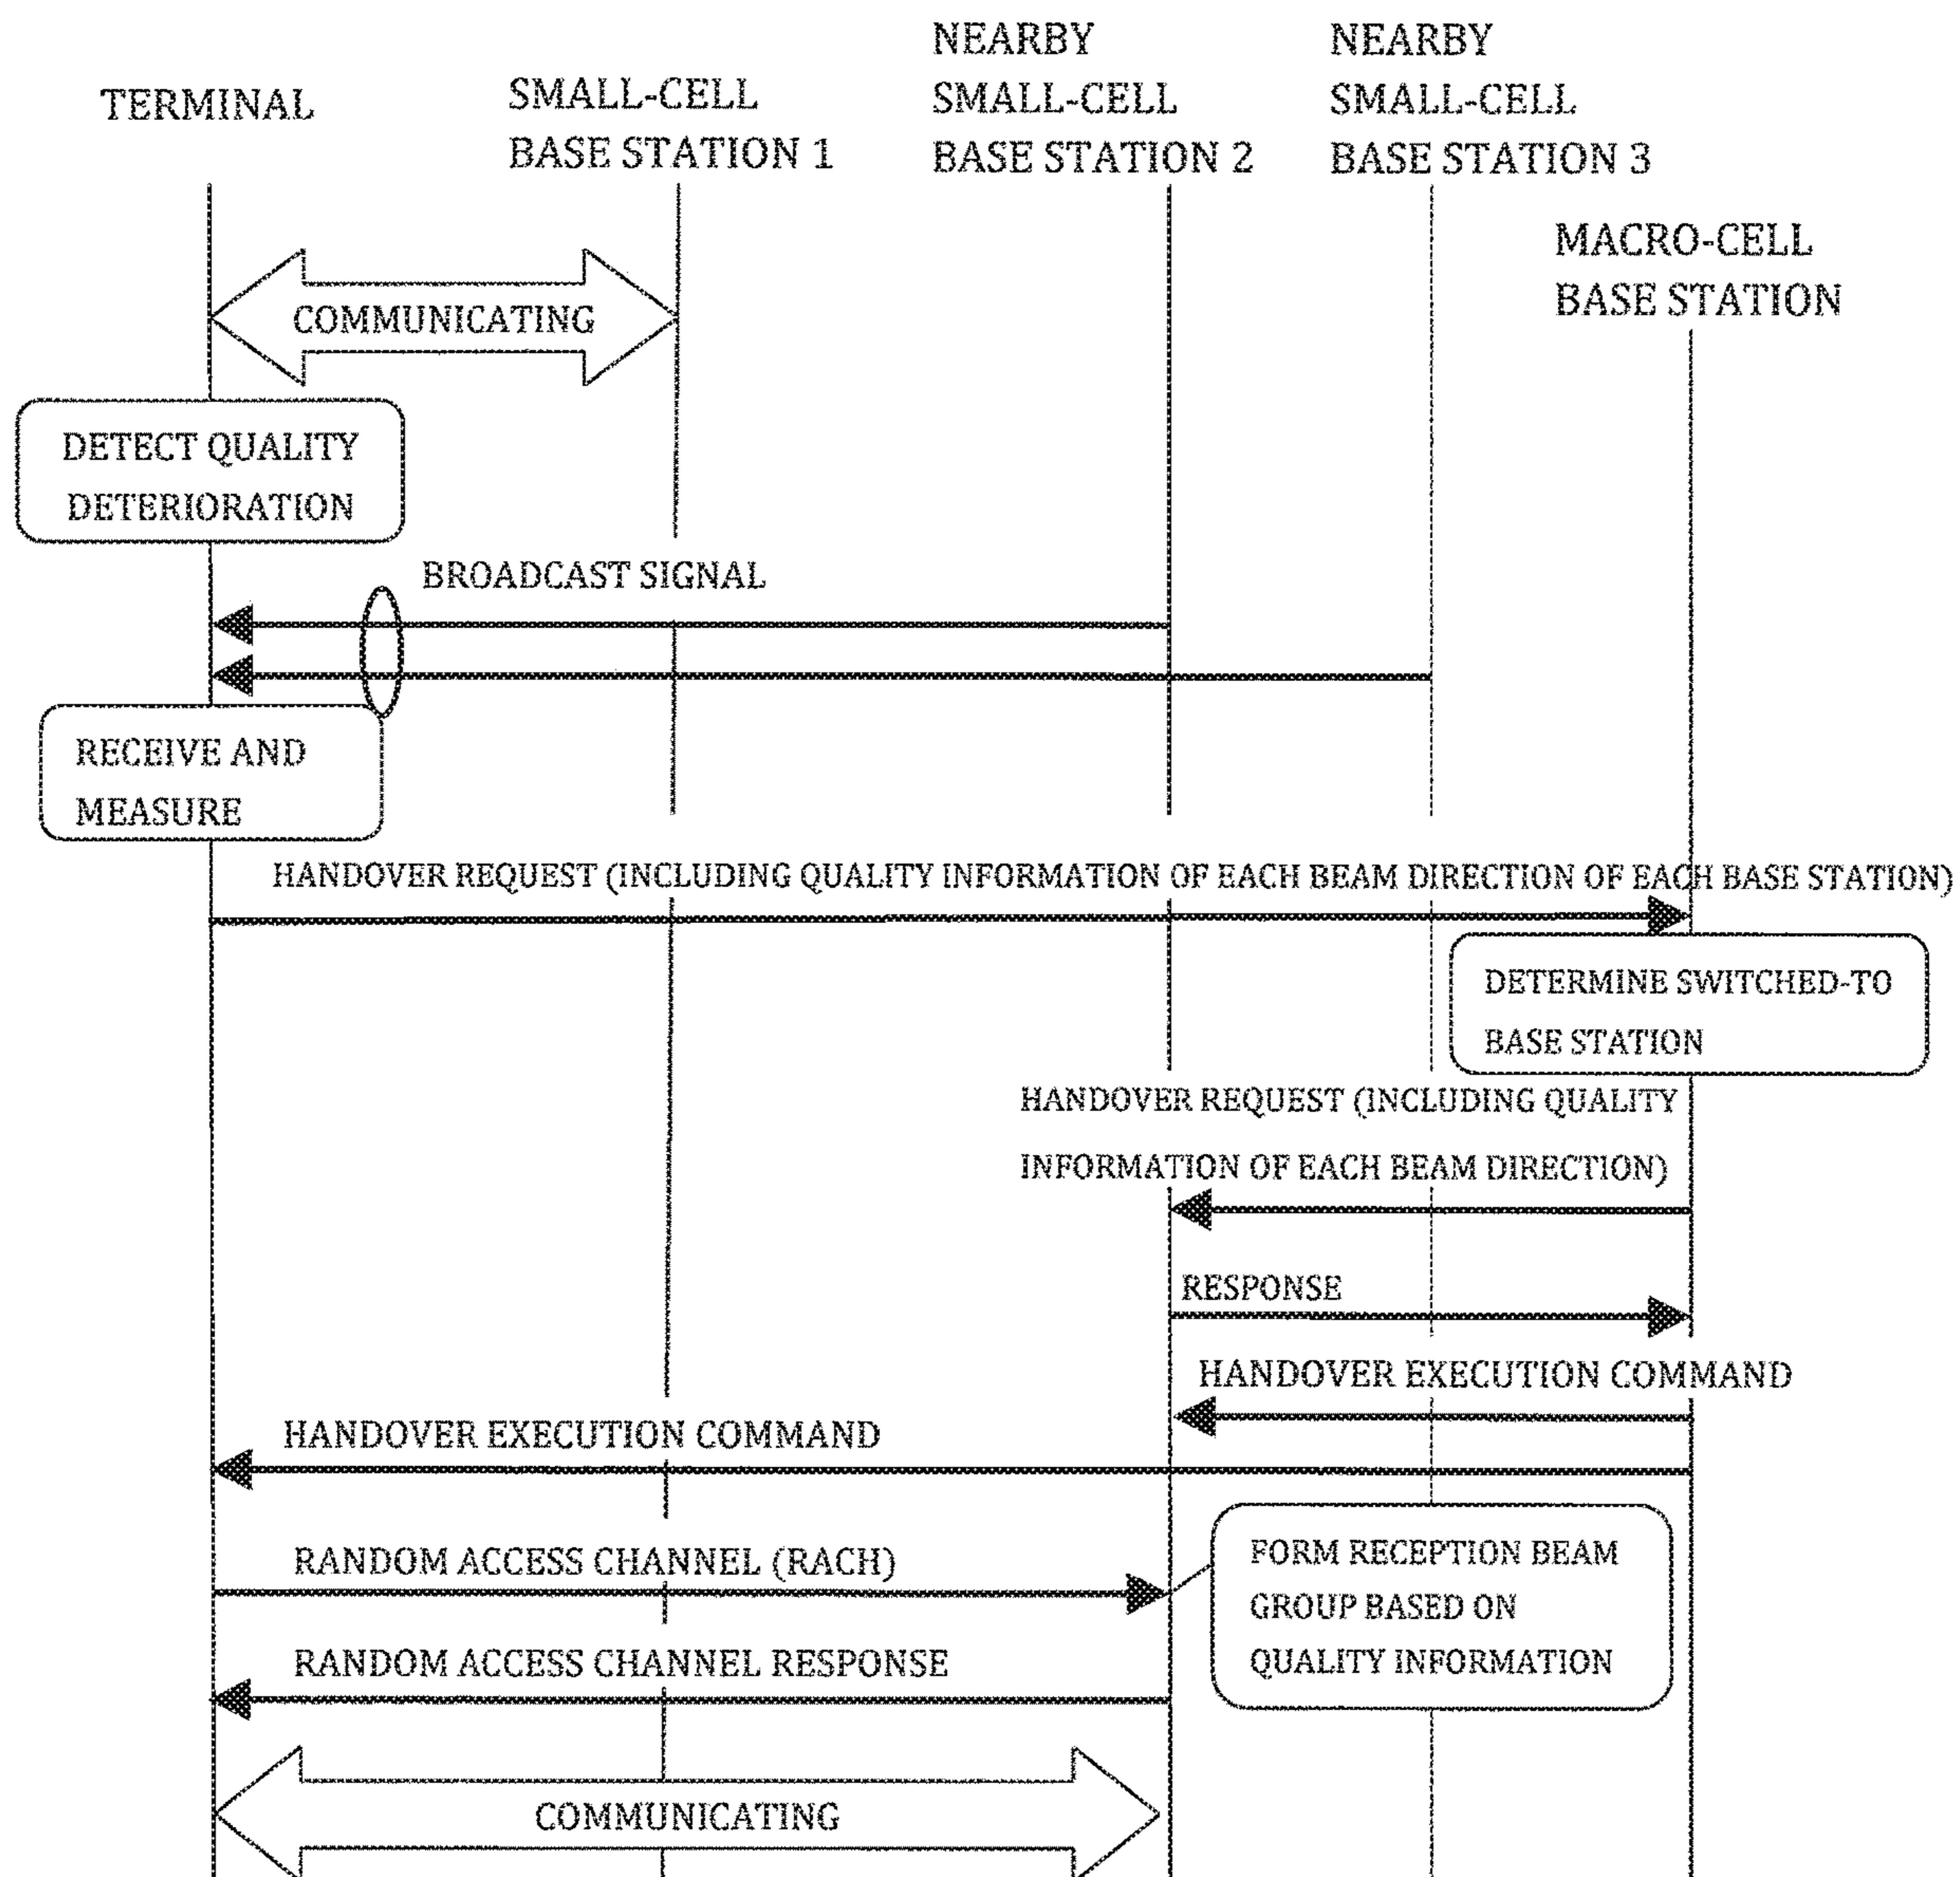 TERMINAL
SMALL-CELL
BASE STATION 1
NEARBY
SMALL-CELL
BASE STATION 2
NEARBY
SMALL-CELL
BASE STATION 3
MACRO-CELL
BASE STATION
COMMUNICATING
DETECT QUALITY
DETERIORATION
BROADCAST SIGNAL
RECEIVE AND
MEASURE
HANDOVER REQUEST (INCLUDING QUALITY INFORMATION OF EACH BEAM DIRECTION OF EACH BASE STATION)
DETERMINE SWITCHED-TO
BASE STATION
HANDOVER REQUEST (INCLUDING QUALITY
INFORMATION OF EACH BEAM DIRECTION)
RESPONSE
HANDOVER EXECUTION COMMAND
HANDOVER EXECUTION COMMAND
RANDOM ACCESS CHANNEL (RACH)
FORM RECEPTION BEAM
GROUP BASED ON
QUALITY INFORMATION
RANDOM ACCESS CHANNEL RESPONSE
COMMUNICATING